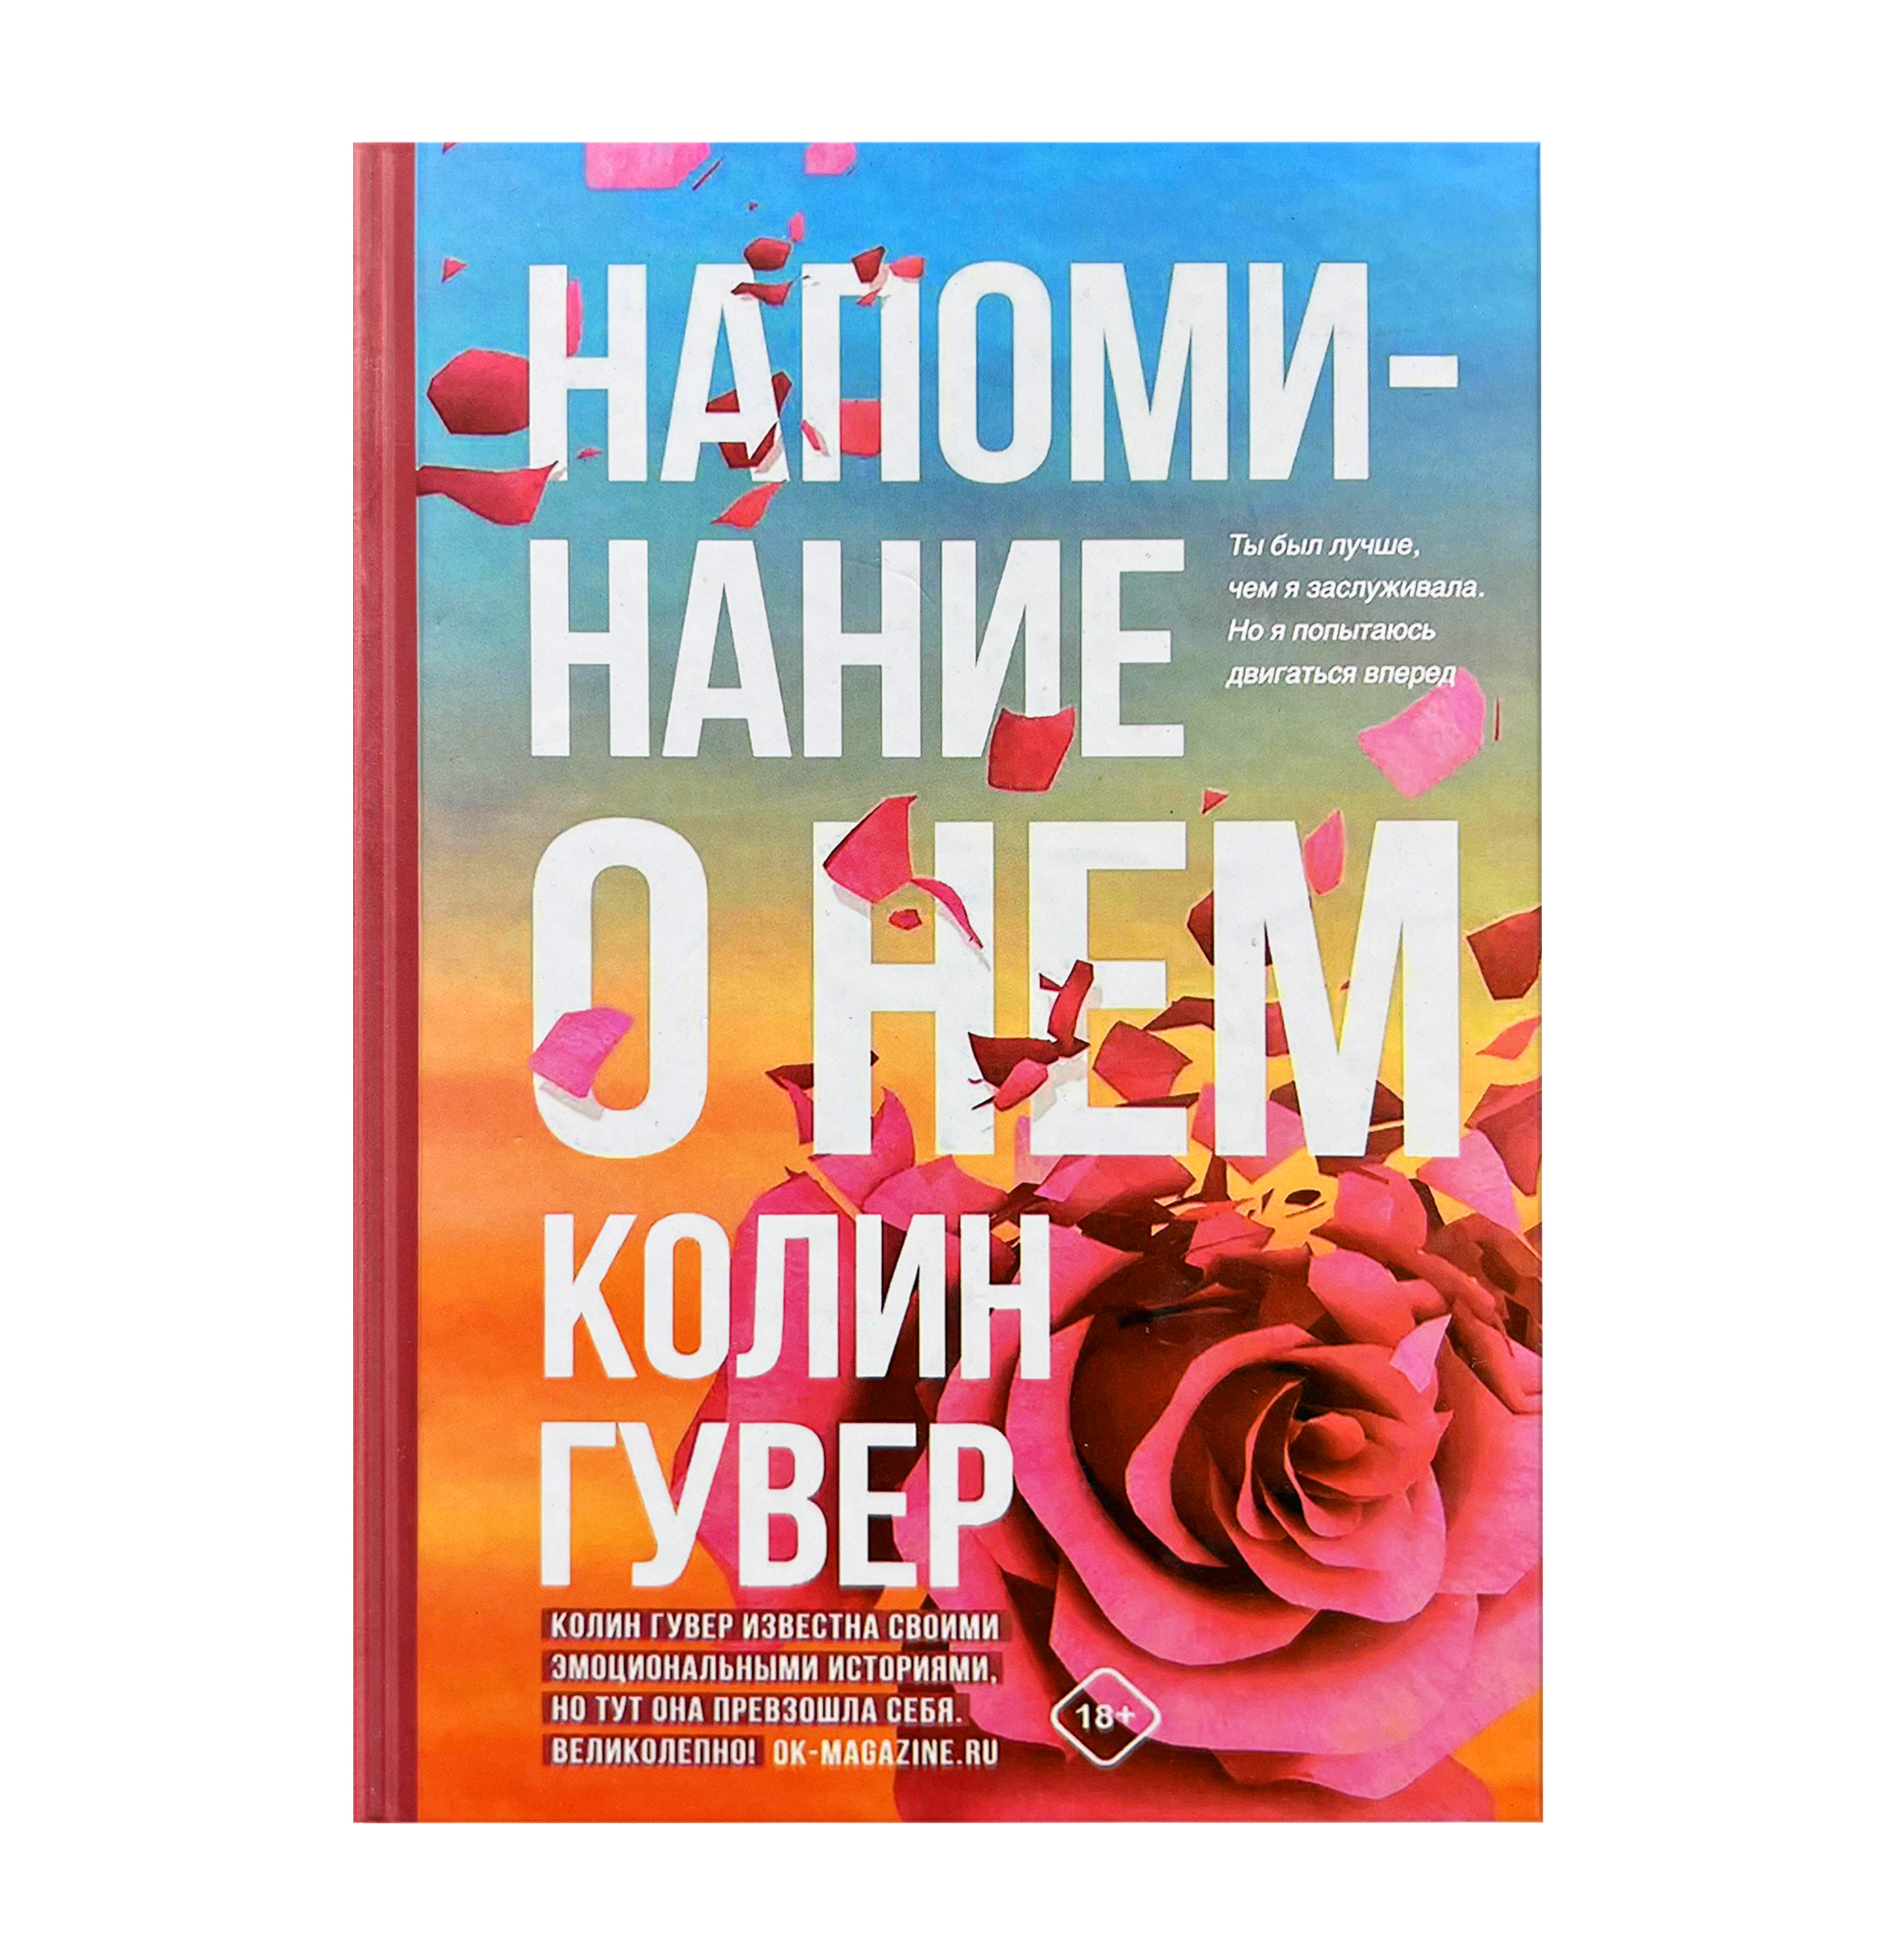 НАПОМИ-
НАНИЕ
Ты был лучше,
чем я заслуживала.
Но я попытаюсь
двигаться вперед
О НЕМ
КОЛИН
ГУВЕР
КОЛИН ГУВЕР ИЗВЕСТНА СВОИМИ
ЭМОЦИОНАЛЬНЫМИ ИСТОРИЯМИ,
НО ТУТ ОНА ПРЕВЗОШЛА СЕБЯ.
ВЕЛИКОЛЕПНО! OK-MAGAZINE.RU
18+